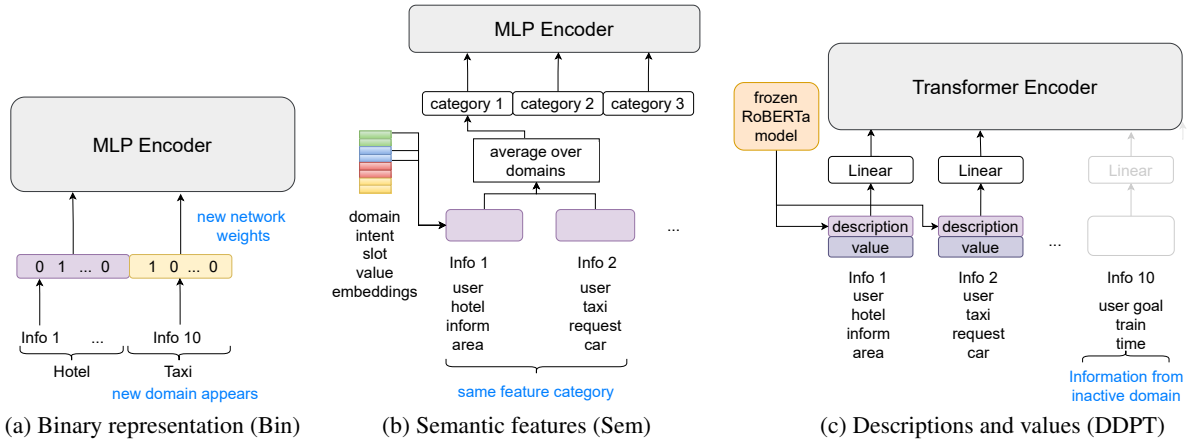 MLP Encoder
new network
weights
0 1 ... 0 1 0 ... 0
Info 1 ... Info 10
Hotel Taxi
new domain appears
(a) Binary representation (Bin)
MLP Encoder
category 1 category 2 category 3
average over
domains
domain
intent
slot
value
embeddings
...
Info 1 Info 2
user user
hotel taxi
inform request
area car
same feature category
(b) Semantic features (Sem)
Transformer Encoder
frozen
RoBERTa
model
Linear Linear Linear
description description
value value ...
Info 1 Info 2 Info 10
user user user goal
hotel taxi train
inform request time
area car
Information from
inactive domain
(c) Descriptions and values (DDPT)